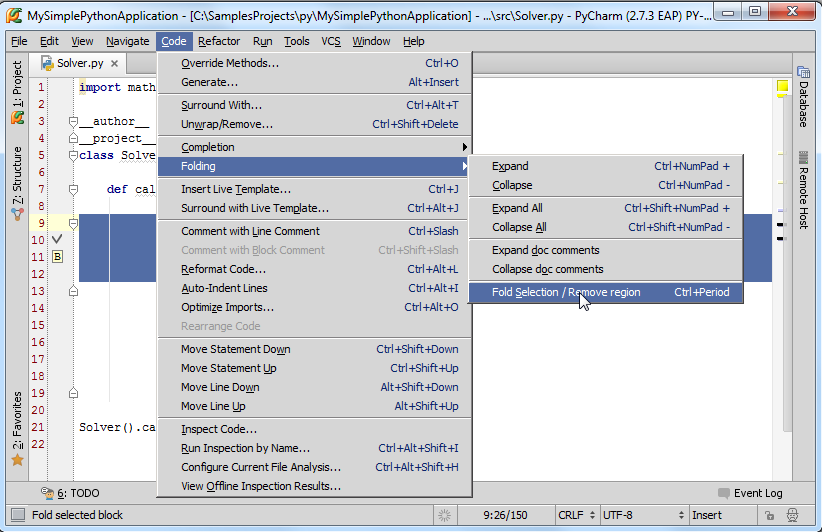 MySimplePythonApplication - [C:\SamplesProjects\py\MySimplePythonApplication] - ...\src\Solver.py - PyCharm (2.7.3 EAP) PY-...
File Edit View Navigate Code Refactor Run Tools VCS Window Help
Solver.py
1: Project
7: Structure
2: Favorites
1 import math
2
3 __author__
4 __project__
5 class Solve
6
7 def cal
8
9
10
11 B
12
13
14
15
16
17
18
19
20
21 Solver().ca
22
Override Methods... Ctrl+O
Generate... Alt+Insert
Surround With... Ctrl+Alt+T
Unwrap/Remove... Ctrl+Shift+Delete
Completion
Folding
Insert Live Template... Ctrl+J
Surround with Live Template... Ctrl+Alt+J
Comment with Line Comment Ctrl+Slash
Comment with Block Comment Ctrl+Shift+Slash
Reformat Code... Ctrl+Alt+L
Auto-Indent Lines Ctrl+Alt+I
Optimize Imports... Ctrl+Alt+O
Rearrange Code
Move Statement Down Ctrl+Shift+Down
Move Statement Up Ctrl+Shift+Up
Move Line Down Alt+Shift+Down
Move Line Up Alt+Shift+Up
Inspect Code...
Run Inspection by Name... Ctrl+Alt+Shift+I
Configure Current File Analysis... Ctrl+Alt+Shift+H
View Offline Inspection Results...
Expand Ctrl+NumPad +
Collapse Ctrl+NumPad -
Expand All Ctrl+Shift+NumPad +
Collapse All Ctrl+Shift+NumPad -
Expand doc comments
Collapse doc comments
Fold Selection / Remove region Ctrl+Period
Database
Remote Host
6: TODO
Event Log
Fold selected block
9:26/150 CRLF UTF-8 Insert